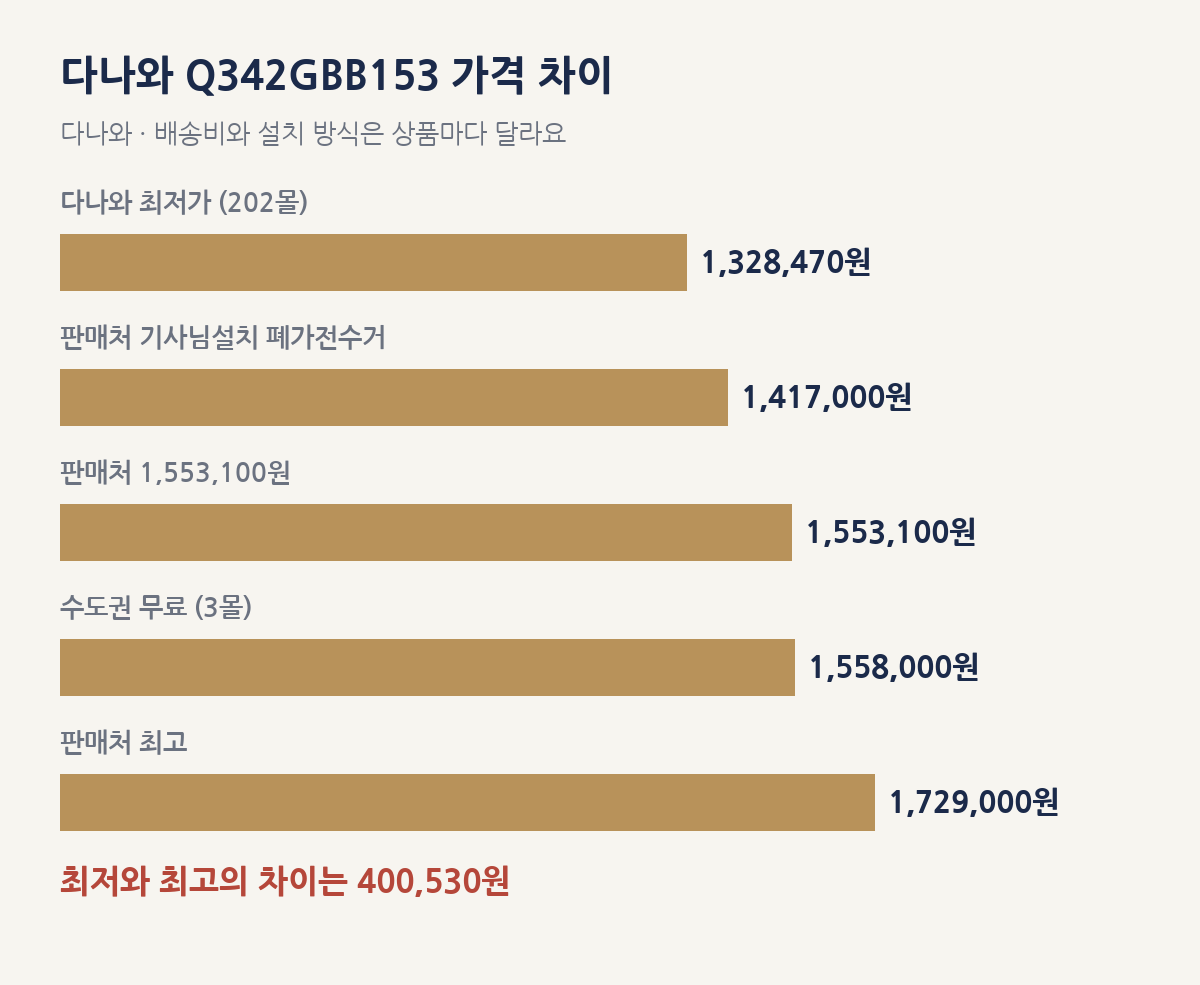 다나와 Q342GBB153 가격 차이
다나와 · 배송비와 설치 방식은 상품마다 달라요
다나와 최저가 (202몰)
1,328,470원
판매처 기사님설치 폐가전수거
1,417,000원
판매처 1,553,100원
1,553,100원
수도권 무료 (3몰)
1,558,000원
판매처 최고
1,729,000원
최저와 최고의 차이는 400,530원